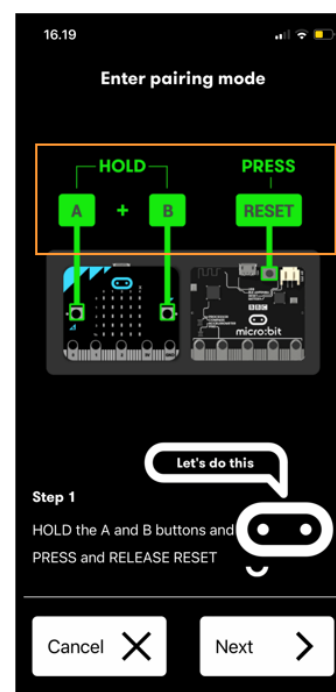 16.19
Enter pairing mode
HOLD PRESS
A + B RESET
BBC
micro:bit
Let's do this
Step 1
HOLD the A and B buttons and
PRESS and RELEASE RESET
Cancel Next